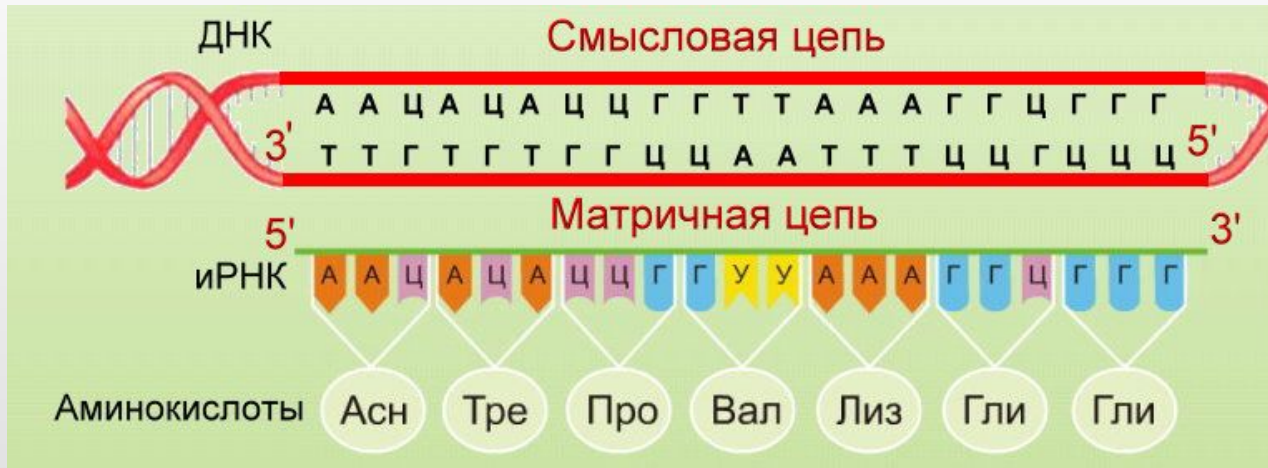 ДНК Смысловая цепь
А А Ц А Ц А Ц Ц Г Г Т Т А А А Г Г Ц Г Г Г
3' Т Т Г Т Г Т Г Г Ц Ц А А Т Т Т Ц Ц Г Ц Ц Ц 5'
5' Матричная цепь 3'
иРНК А А Ц А Ц А Ц Ц Г Г У У А А А Г Г Ц Г Г Г
Аминокислоты Асн Тре Про Вал Лиз Гли Гли